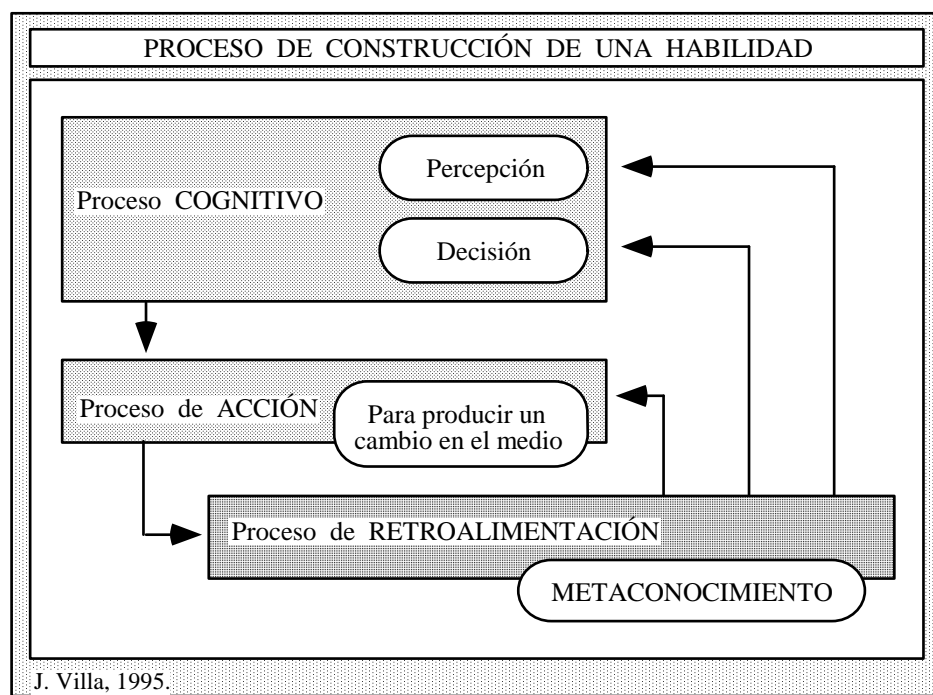 PROCESO DE CONSTRUCCIÓN DE UNA HABILIDAD
Percepción
Proceso COGNITIVO
Decisión
Proceso de ACCIÓN
Para producir un
cambio en el medio
Proceso de RETROALIMENTACIÓN
METACONOCIMIENTO
J. Villa, 1995.